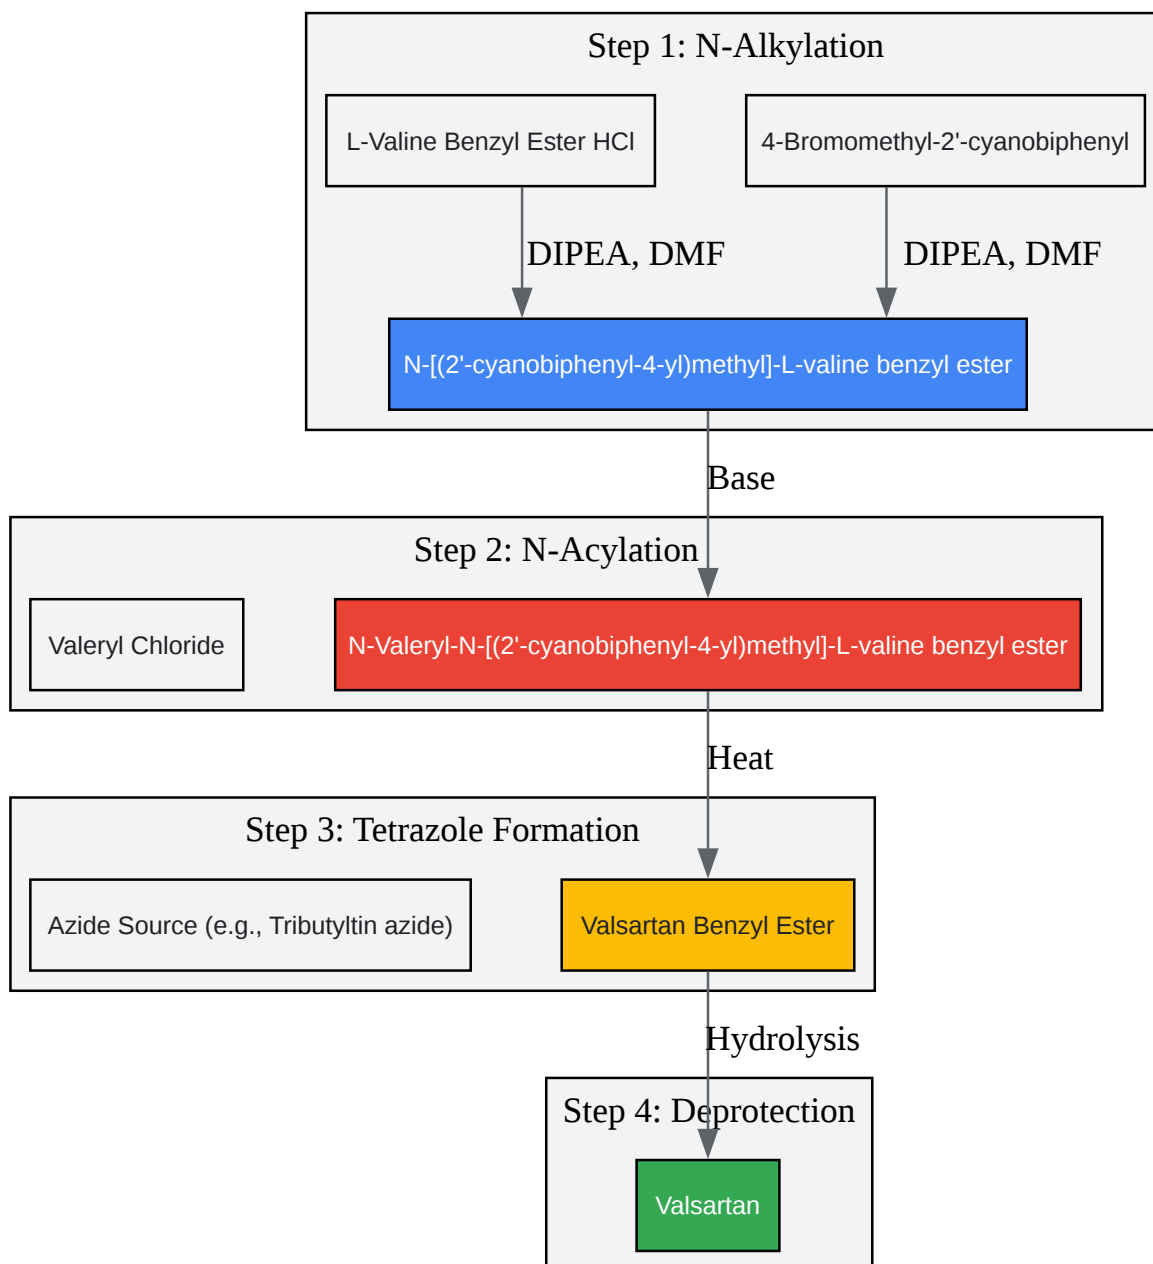 Step 1: N-Alkylation
L-Valine Benzyl Ester HCl
4-Bromomethyl-2'-cyanobiphenyl
DIPEA, DMF
DIPEA, DMF
N-[(2'-cyanobiphenyl-4-yl)methyl]-L-valine benzyl ester
Base
Step 2: N-Acylation
Valeryl Chloride
N-Valeryl-N-[(2'-cyanobiphenyl-4-yl)methyl]-L-valine benzyl ester
Heat
Step 3: Tetrazole Formation
Azide Source (e.g., Tributyltin azide)
Valsartan Benzyl Ester
Hydrolysis
Step 4: Deprotection
Valsartan